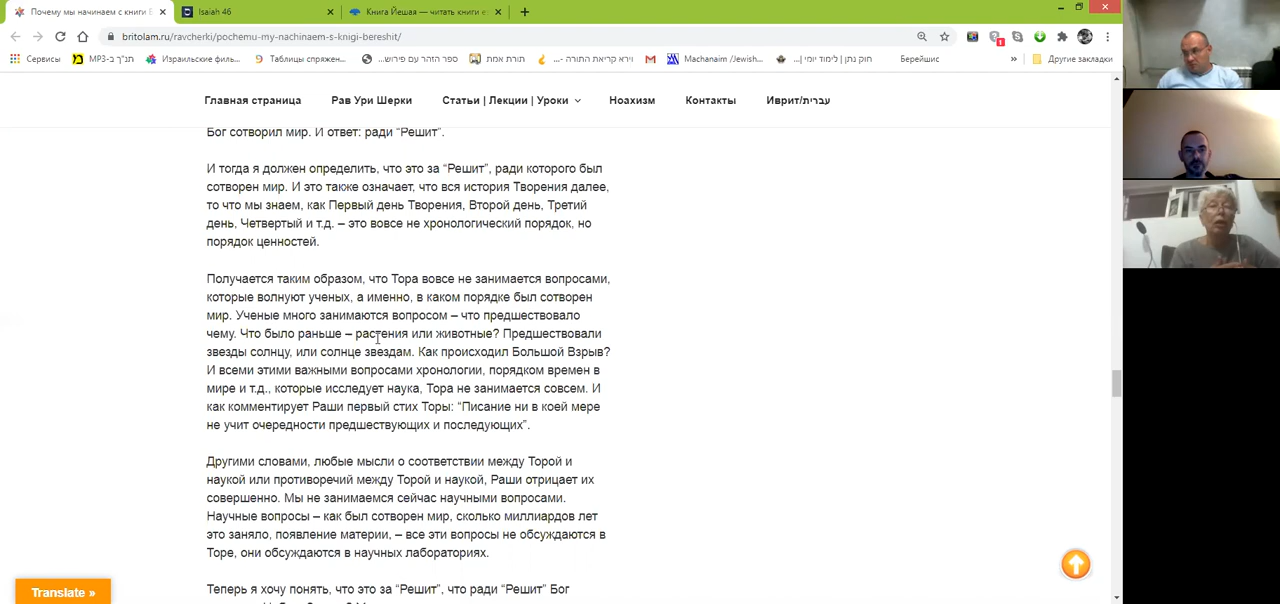 Почему мы начинаем с книги Б
Isaiah 46
Книга Йешая — читать книги е
britolam.ru/ravcherki/pochemu-my-nachinaem-s-knigi-bereshit/
Сервисы
תנ"ך ב-MP3
Израильские филь...
Таблицы спряжен...
ספר הזהר עם פירוש...
תורת אמת
וירא קריאת התורה -...
Machanaim /Jewish...
חוק נתן | לימוד יומי |...
Берейшис
»
Другие закладки
Главная страница
Рав Ури Шерки
Статьи | Лекции | Уроки
Ноахизм
Контакты
Иврит/עברית
Бог сотворил мир. И ответ: ради “Решит”.
И тогда я должен определить, что это за “Решит”, ради которого был
сотворен мир. И это также означает, что вся история Творения далее,
то что мы знаем, как Первый день Творения, Второй день, Третий
день, Четвертый и т.д. – это вовсе не хронологический порядок, но
порядок ценностей.
Получается таким образом, что Тора вовсе не занимается вопросами,
которые волнуют ученых, а именно, в каком порядке был сотворен
мир. Ученые много занимаются вопросом – что предшествовало
чему. Что было раньше – растения или животные? Предшествовали
звезды солнцу, или солнце звездам. Как происходил Большой Взрыв?
И всеми этими важными вопросами хронологии, порядком времен в
мире и т.д., которые исследует наука, Тора не занимается совсем. И
как комментирует Раши первый стих Торы: “Писание ни в коей мере
не учит очередности предшествующих и последующих”.
Другими словами, любые мысли о соответствии между Торой и
наукой или противоречий между Торой и наукой, Раши отрицает их
совершенно. Мы не занимаемся сейчас научными вопросами.
Научные вопросы – как был сотворен мир, сколько миллиардов лет
это заняло, появление материи, – все эти вопросы не обсуждаются в
Торе, они обсуждаются в научных лабораториях.
Теперь я хочу понять, что это за “Решит”, что ради “Решит” Бог
Translate »